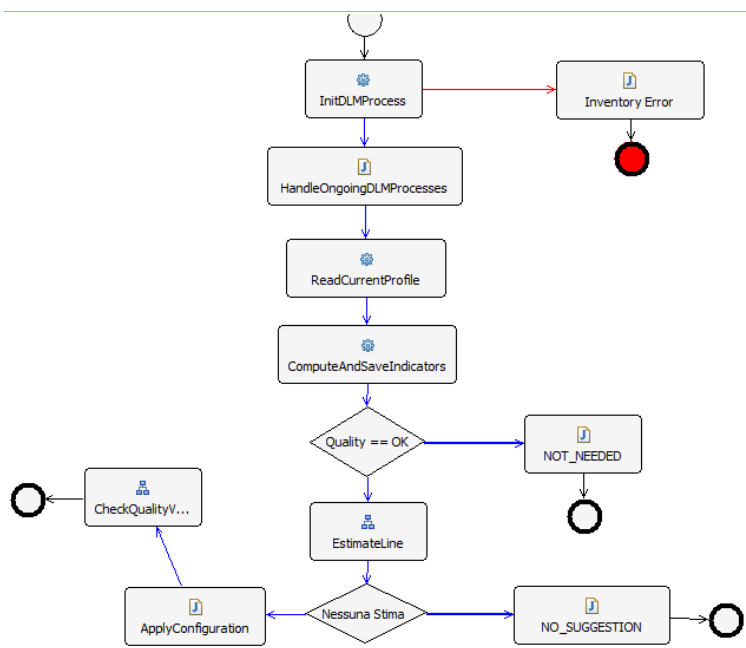 InitDLMProcess
Inventory Error
HandleOngoingDLMProcesses
ReadCurrentProfile
ComputeAndSaveIndicators
Quality == OK
NOT_NEEDED
CheckQualityV...
EstimateLine
ApplyConfiguration
Nessuna Stima
NO_SUGGESTION